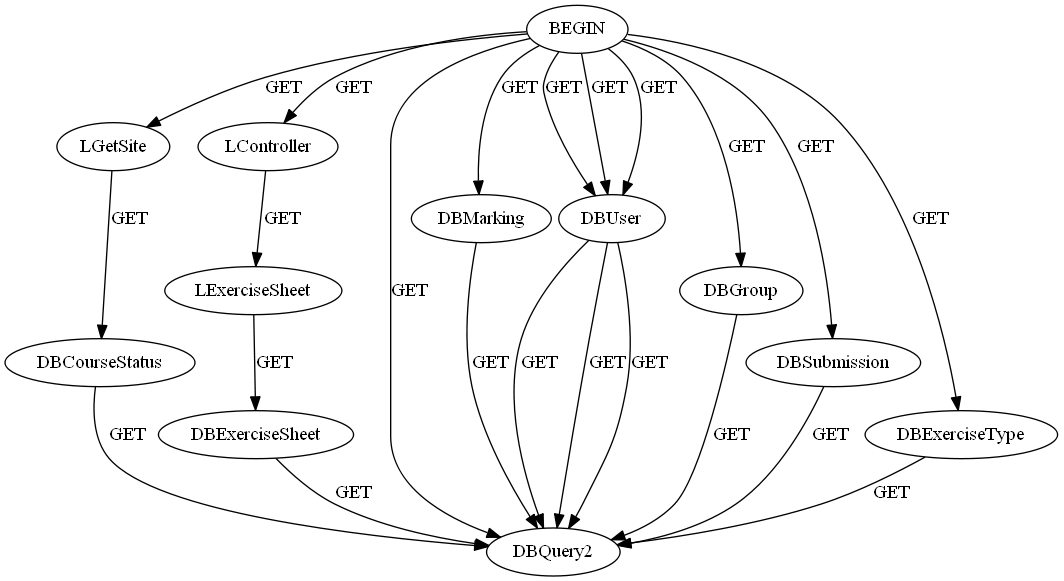 BEGIN
GET
GET
GET
GET
GET
GET
LGetSite
LController
GET
GET
DBMarking
DBUser
GET
GET
GET
GET
LExerciseSheet
GET
DBGroup
DBCourseStatus
GET
GET
GET
GET
GET
DBSubmission
DBExerciseSheet
GET
GET
GET
DBExerciseType
GET
GET
DBQuery2